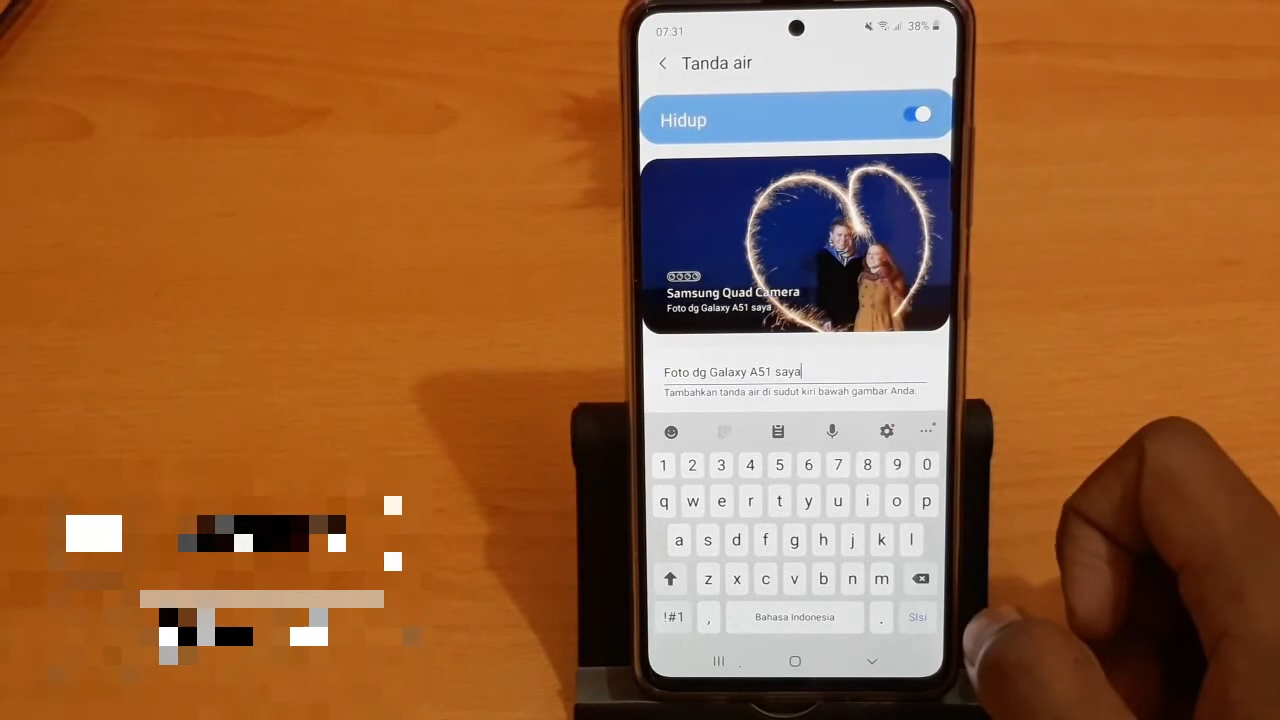 07:31
38%
Tanda air
Hidup
Samsung Quad Camera
Foto dg Galaxy A51 saya
Foto dg Galaxy A51 saya
Tambahkan tanda air di sudut kiri bawah gambar Anda.
1 2 3 4 5 6 7 8 9 0
q w e r t y u i o p
a s d f g h j k l
z x c v b n m
!#1 , Bahasa Indonesia . Slsi